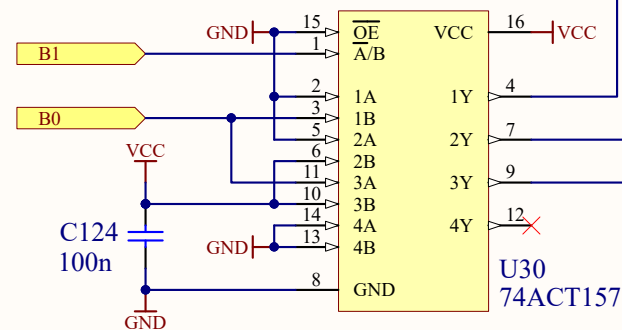 GND 15 OE VCC 16 VCC
B1 1 A/B
2 1A 1Y 4
B0 3 1B
5 2A 2Y 7
VCC 6 2B
11 3A 3Y 9
10 3B
C124 14 4A 4Y 12
100n GND 13 4B
8 GND U30
GND 74ACT157